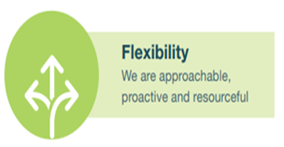 Flexibility
We are approachable,
proactive and resourceful